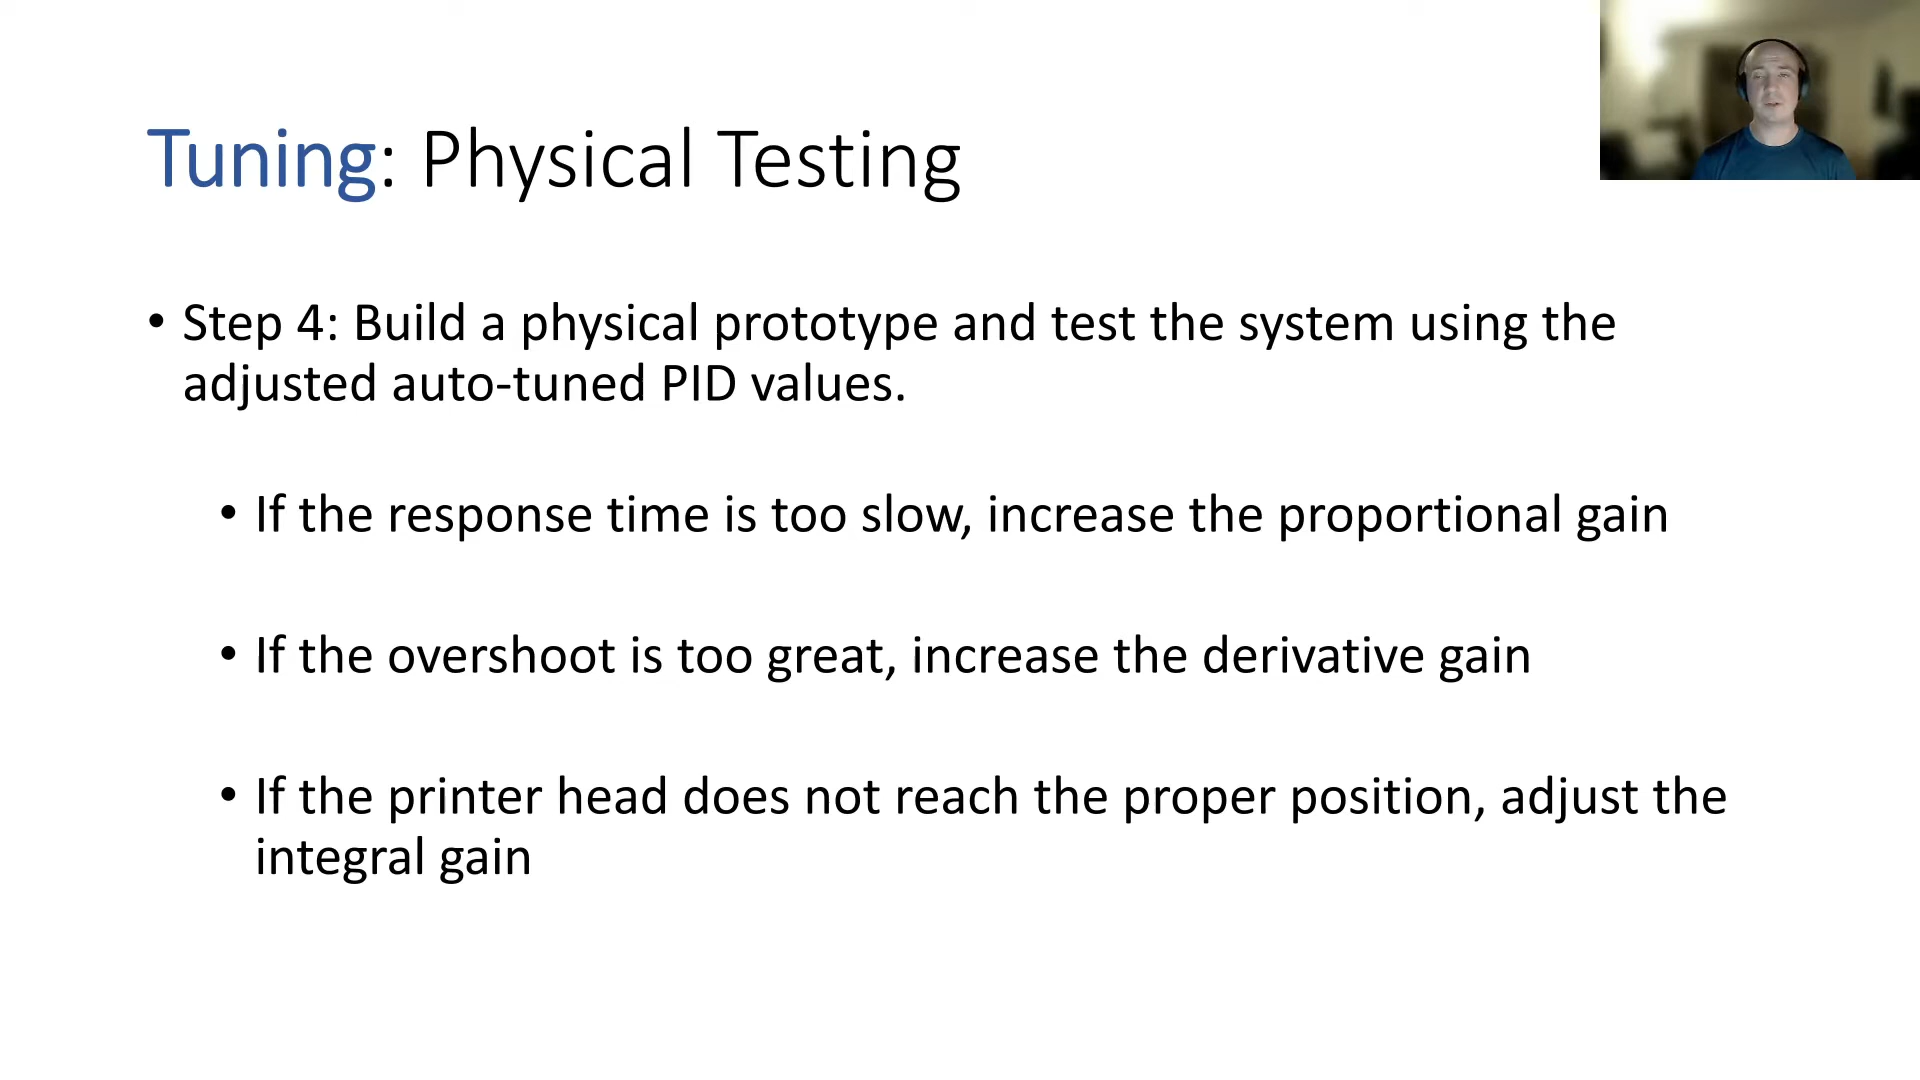 Tuning: Physical Testing
• Step 4: Build a physical prototype and test the system using the
adjusted auto-tuned PID values.
• If the response time is too slow, increase the proportional gain
• If the overshoot is too great, increase the derivative gain
• If the printer head does not reach the proper position, adjust the
integral gain